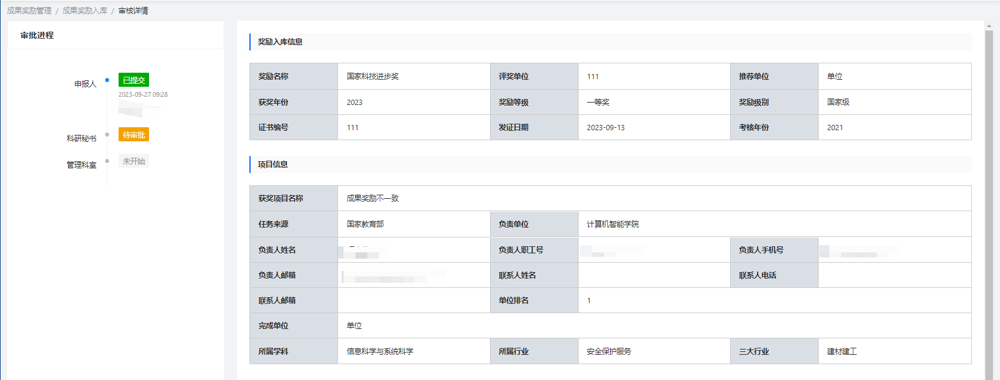 成果奖励管理 / 成果奖励入库 / 审核详情
审批进程
申报人 已提交
2023-09-27 09:28
科研秘书 待审批
管理科室 未开始
奖励入库信息
奖励名称 国家科技进步奖 评奖单位 111 推荐单位 单位
获奖年份 2023 奖励等级 一等奖 奖励级别 国家级
证书编号 111 发证日期 2023-09-13 考核年份 2021
项目信息
获奖项目名称 成果奖励不一致
任务来源 国家教育部 负责单位 计算机智能学院
负责人姓名 负责人职工号 负责人手机号
负责人邮箱 联系人姓名 联系人电话
联系人邮箱 单位排名 1
完成单位 单位
所属学科 信息科学与系统科学 所属行业 安全保护服务 三大行业 建材建工